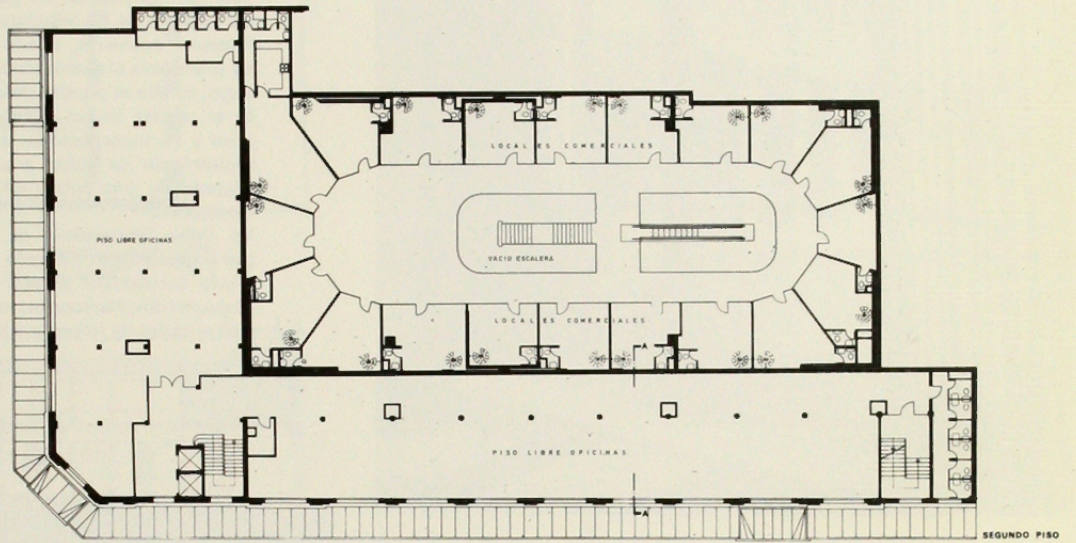 LOCALES COMERCIALES
PISO LIBRE OFICINAS
VACIO ESCALERA
LOCALES COMERCIALES
A
PISO LIBRE OFICINAS
A
SEGUNDO PISO